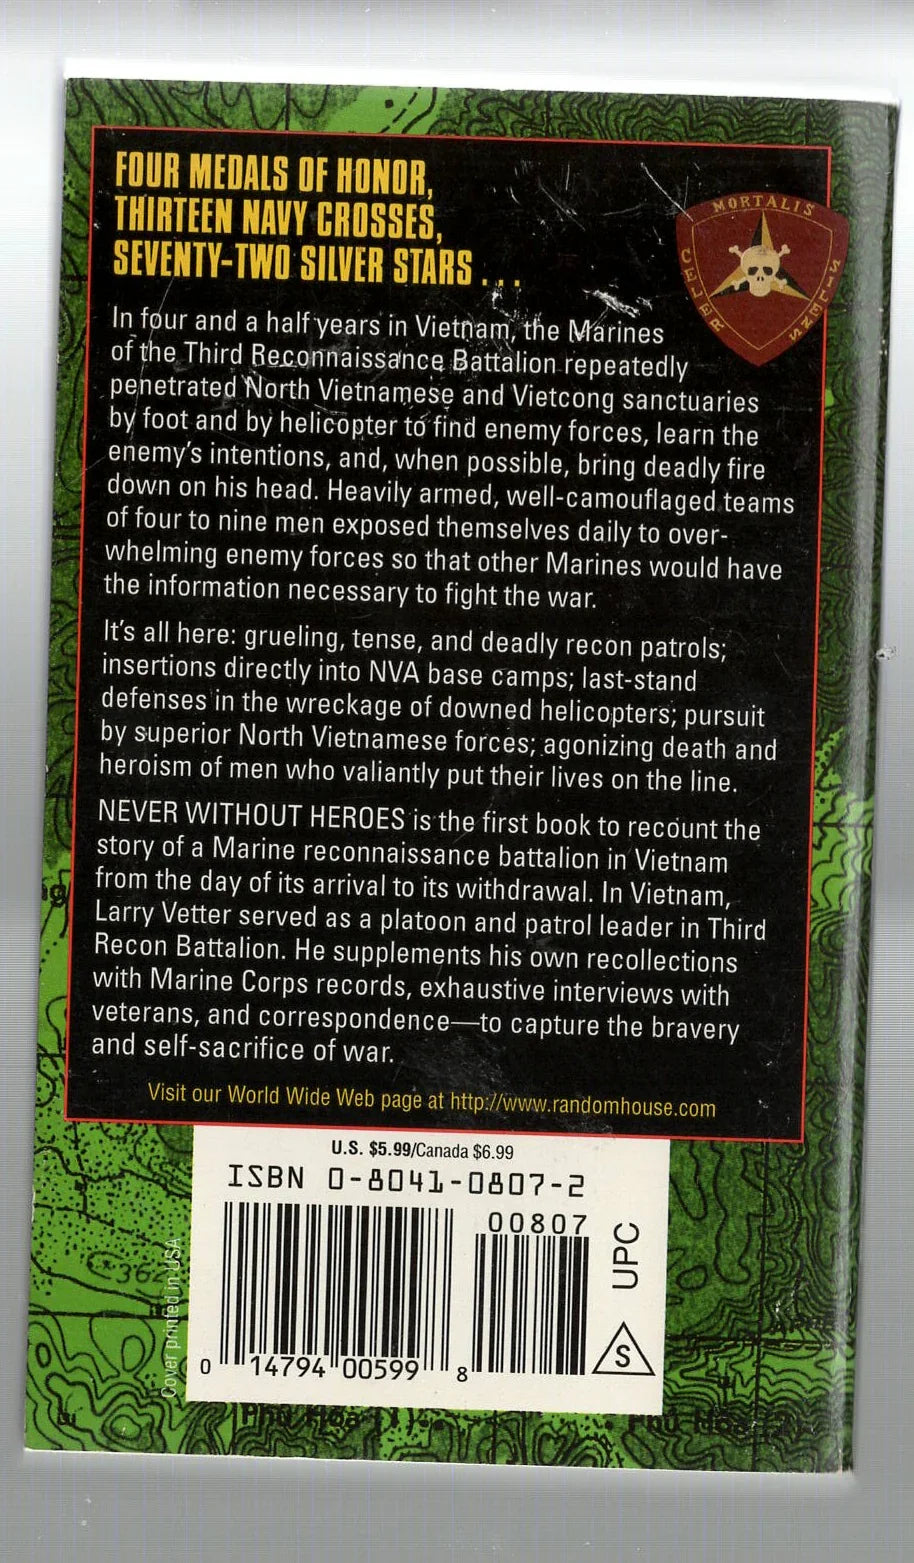 FOUR MEDALS OF HONOR,
THIRTEEN NAVY CROSSES,
SEVENTY-TWO SILVER STARS . . .
MORTALIS
CELER
SILENS
In four and a half years in Vietnam, the Marines
of the Third Reconnaissance Battalion repeatedly
penetrated North Vietnamese and Vietcong sanctuaries
by foot and by helicopter to find enemy forces, learn the
enemy's intentions, and, when possible, bring deadly fire
down on his head. Heavily armed, well-camouflaged teams
of four to nine men exposed themselves daily to over-
whelming enemy forces so that other Marines would have
the information necessary to fight the war.
It's all here: grueling, tense, and deadly recon patrols;
insertions directly into NVA base camps; last-stand
defenses in the wreckage of downed helicopters; pursuit
by superior North Vietnamese forces; agonizing death and
heroism of men who valiantly put their lives on the line.
NEVER WITHOUT HEROES is the first book to recount the
story of a Marine reconnaissance battalion in Vietnam
from the day of its arrival to its withdrawal. In Vietnam,
Larry Vetter served as a platoon and patrol leader in Third
Recon Battalion. He supplements his own recollections
with Marine Corps records, exhaustive interviews with
veterans, and correspondence—to capture the bravery
and self-sacrifice of war.
Visit our World Wide Web page at http://www.randomhouse.com
U.S. $5.99/Canada $6.99
ISBN 0-8041-0807-2
00807
UPC
S
0 14794 00599 8
Cover printed in USA
362
Phu Hoa (1)
Phu Hoa